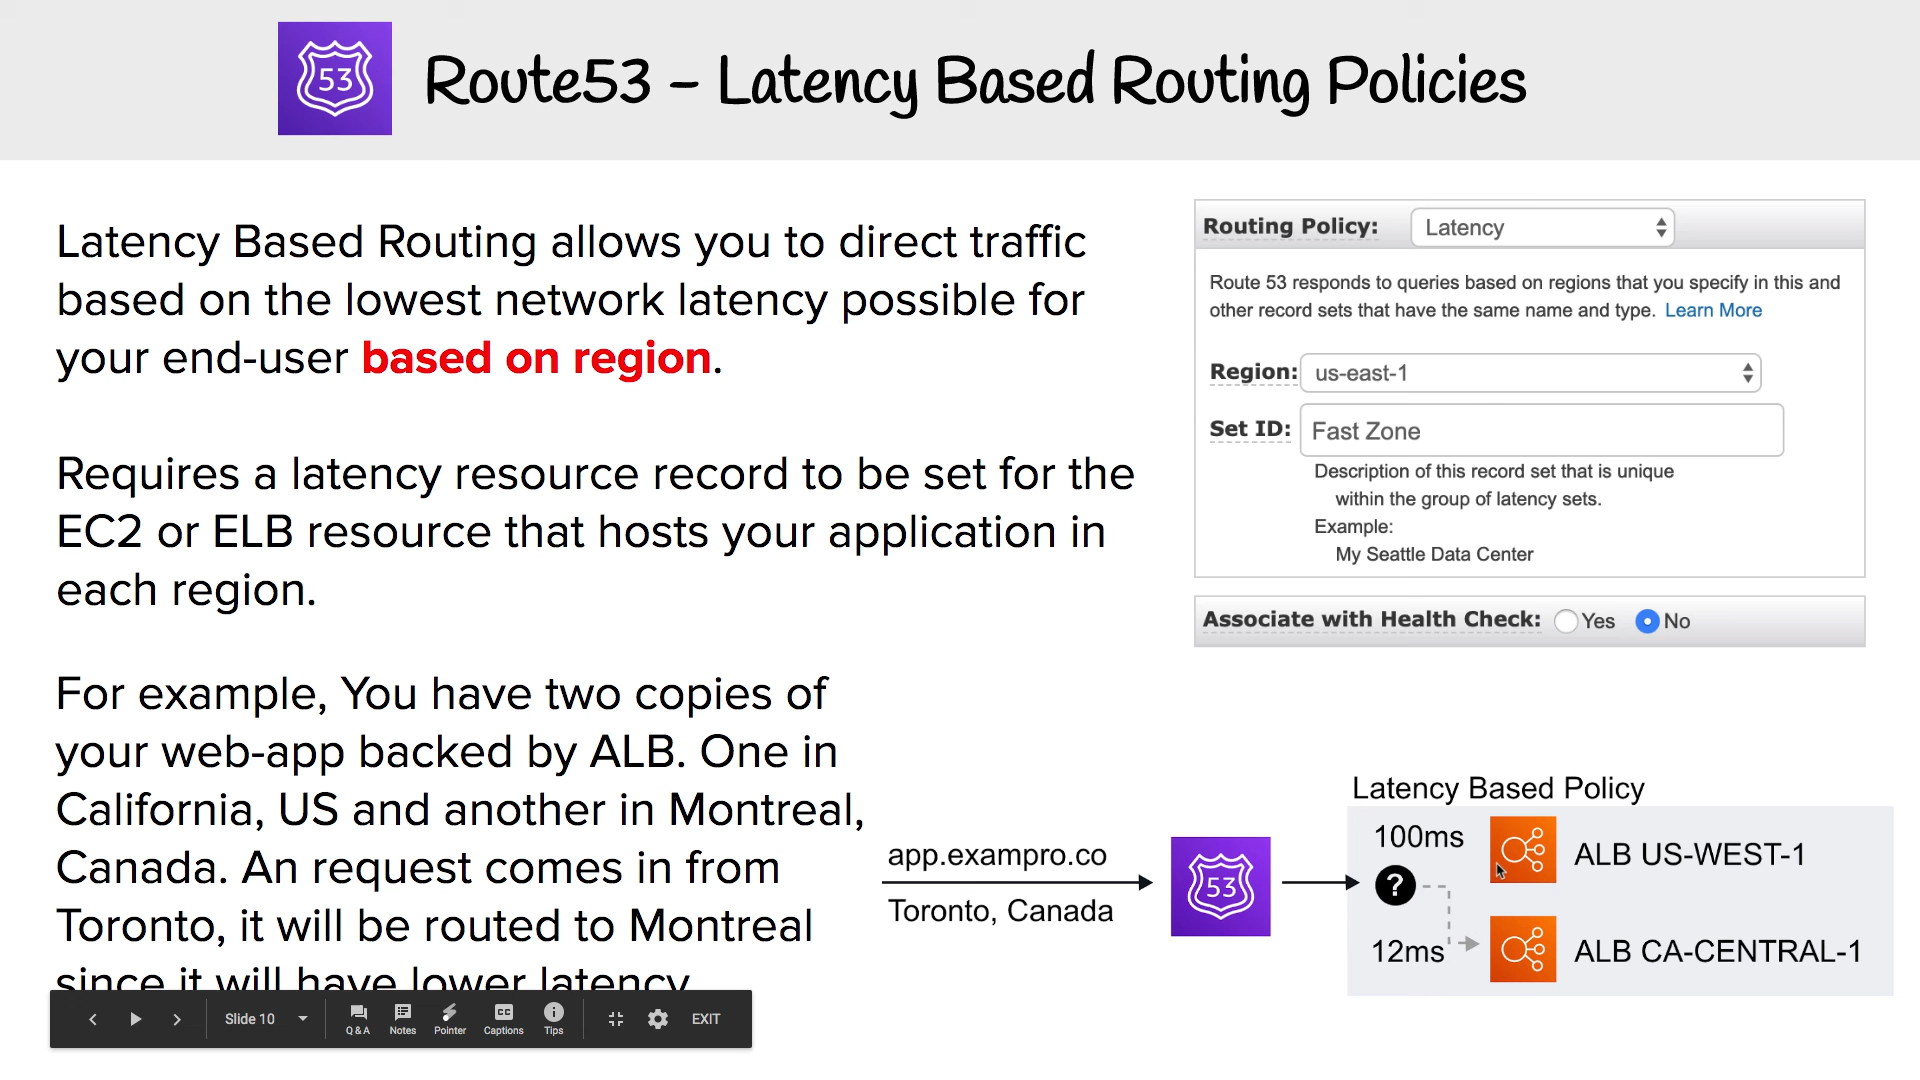 53
Route53 – Latency Based Routing Policies
Latency Based Routing allows you to direct traffic
based on the lowest network latency possible for
your end-user based on region.
Requires a latency resource record to be set for the
EC2 or ELB resource that hosts your application in
each region.
For example, You have two copies of
your web-app backed by ALB. One in
California, US and another in Montreal,
Canada. An request comes in from
Toronto, it will be routed to Montreal
since it will have lower latency
Routing Policy: Latency
Route 53 responds to queries based on regions that you specify in this and
other record sets that have the same name and type. Learn More
Region: us-east-1
Set ID: Fast Zone
Description of this record set that is unique
within the group of latency sets.
Example:
My Seattle Data Center
Associate with Health Check: Yes No
Latency Based Policy
app.exampro.co
Toronto, Canada
53
100ms
?
12ms
ALB US-WEST-1
ALB CA-CENTRAL-1
Slide 10
Q & A
Notes
Pointer
CC
Captions
Tips
EXIT